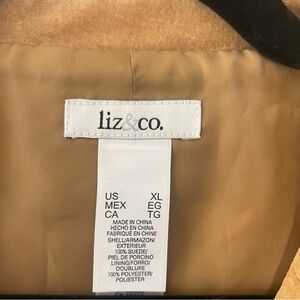 liz&co.
US XL
MEX EG
CA TG
MADE IN CHINA
HECHO EN CHINA
FABRIQUÉ EN CHINE
SHELL/ARMAZON/
EXTERIEUR
100% SUEDE/
PIEL DE PORCINO
LINING/FORRO/
DOUBLURE
100% POLYESTER/
POLIESTER